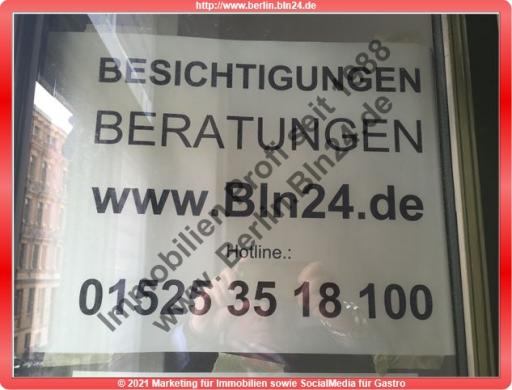 http://www.berlin.bln24.de
BESICHTIGUNGEN
BERATUNGEN
www.Bln24.de
Hotline.:
01525 35 18 100
Immobilien Profi seit 1988
www.Berlin.Bln24.de
© 2021 Marketing für Immobilien sowie SocialMedia für Gastro